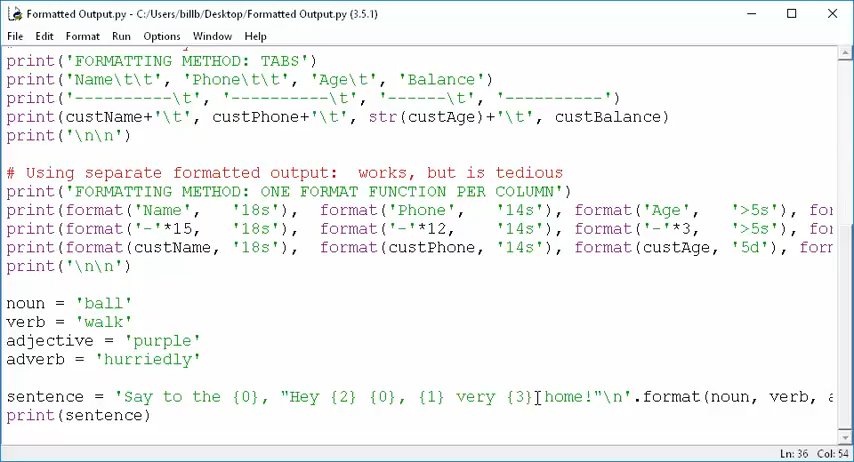 Formatted Output.py - C:/Users/billb/Desktop/Formatted Output.py (3.5.1)
File Edit Format Run Options Window Help
print('FORMATTING METHOD: TABS')
print('Name\t\t', 'Phone\t\t', 'Age\t', 'Balance')
print('----------\t', '----------\t', '------\t', '----------')
print(custName+'\t', custPhone+'\t', str(custAge)+'\t', custBalance)
print('\n\n')
# Using separate formatted output:  works, but is tedious
print('FORMATTING METHOD: ONE FORMAT FUNCTION PER COLUMN')
print(format('Name',   '18s'),  format('Phone',   '14s'), format('Age',   '>5s'), for
print(format('-'*15,   '18s'),  format('-'*12,    '14s'), format('-'*3,   '>5s'), for
print(format(custName, '18s'),  format(custPhone, '14s'), format(custAge, '5d'), form
print('\n\n')
noun = 'ball'
verb = 'walk'
adjective = 'purple'
adverb = 'hurriedly'
sentence = 'Say to the {0}, "Hey {2} {0}, {1} very {3} home!"\n'.format(noun, verb, a
print(sentence)
Ln: 36 Col: 54